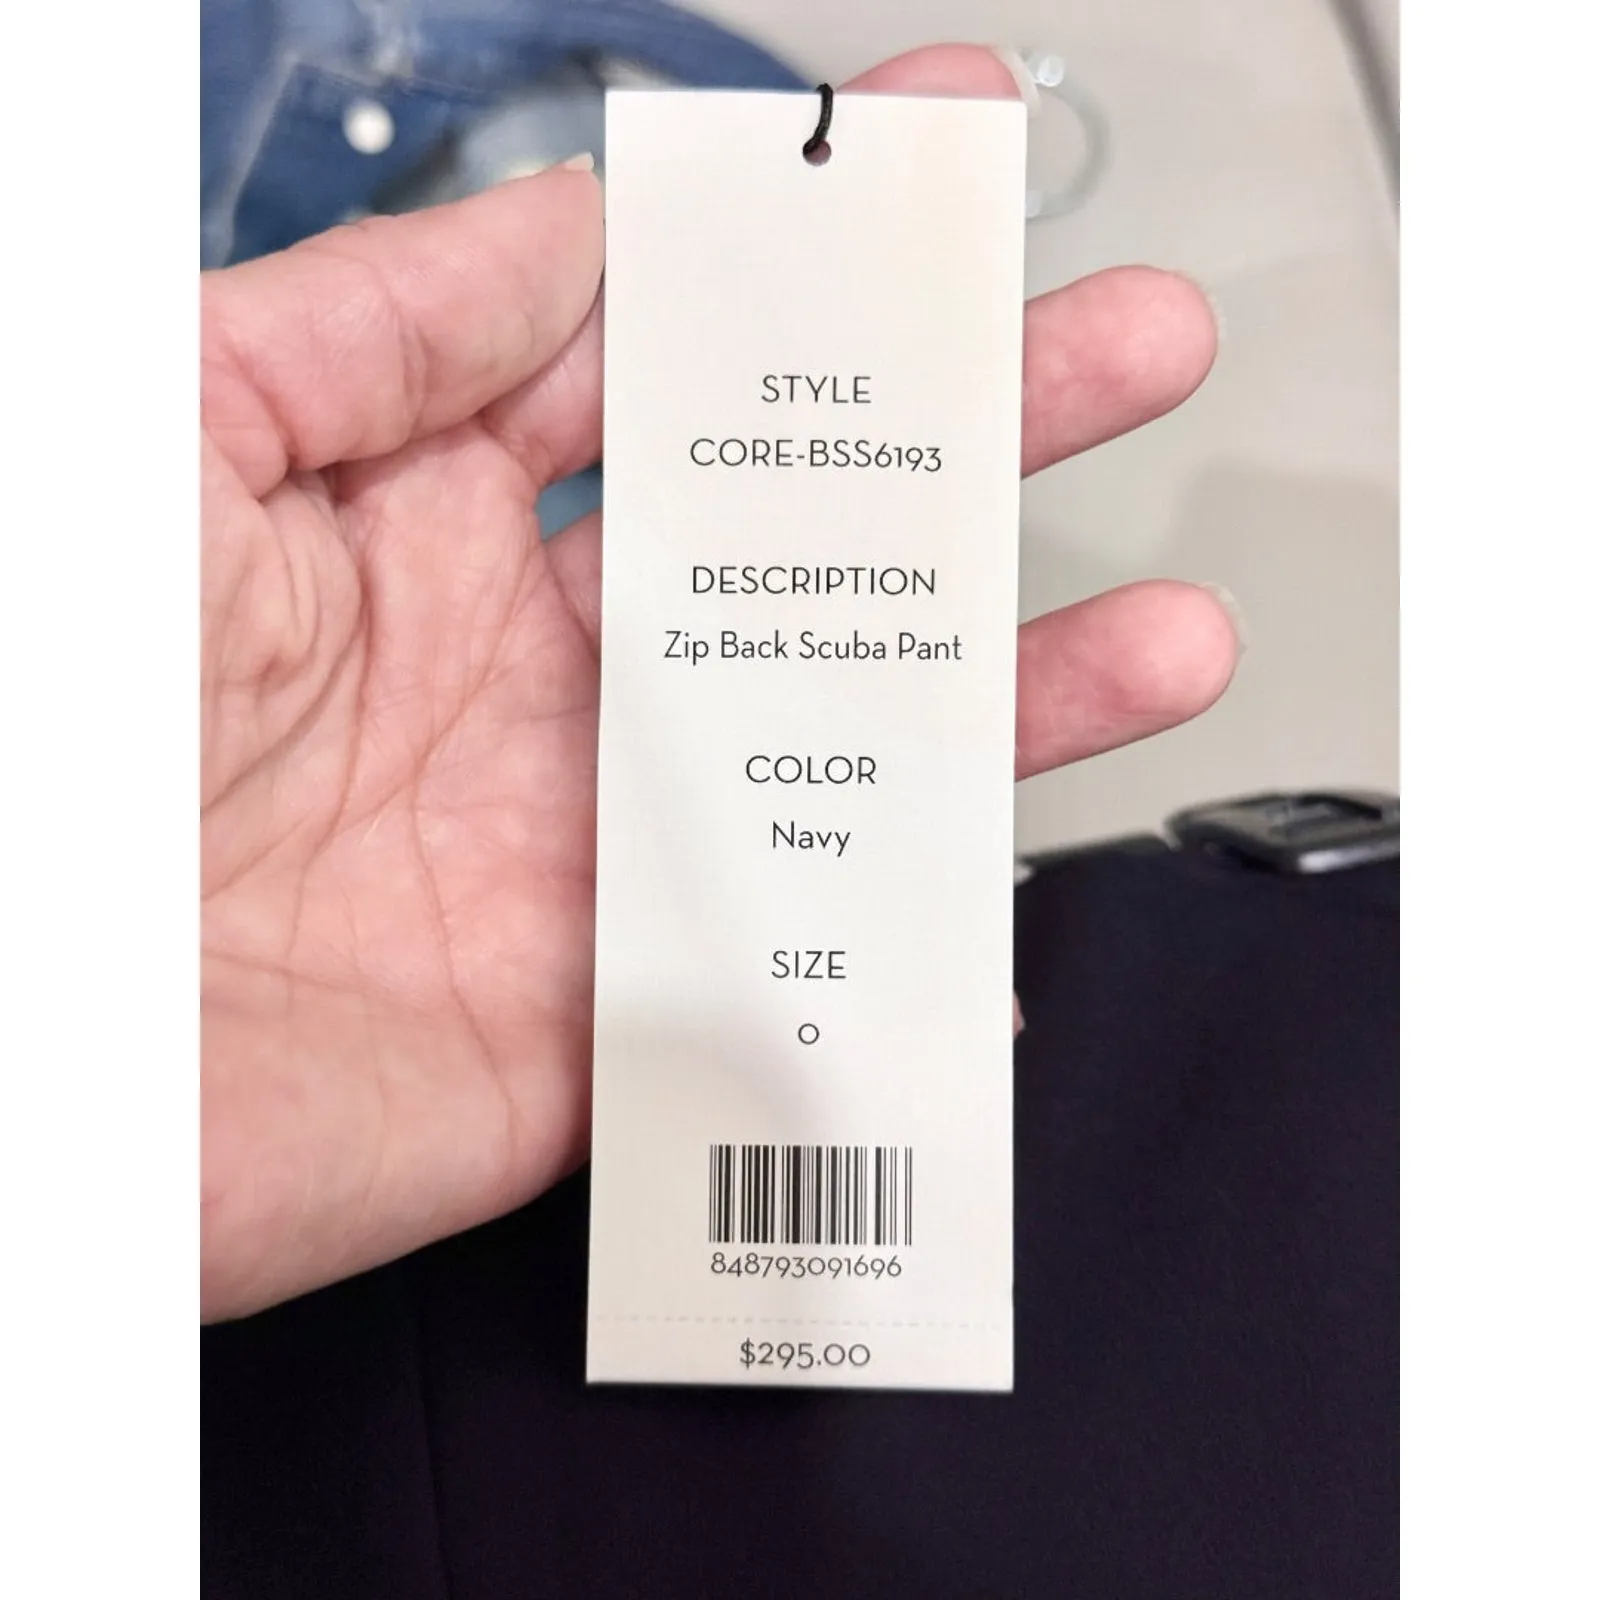 STYLE
CORE-BSS6193
DESCRIPTION
Zip Back Scuba Pant
COLOR
Navy
SIZE
0
848793091696
$295.00